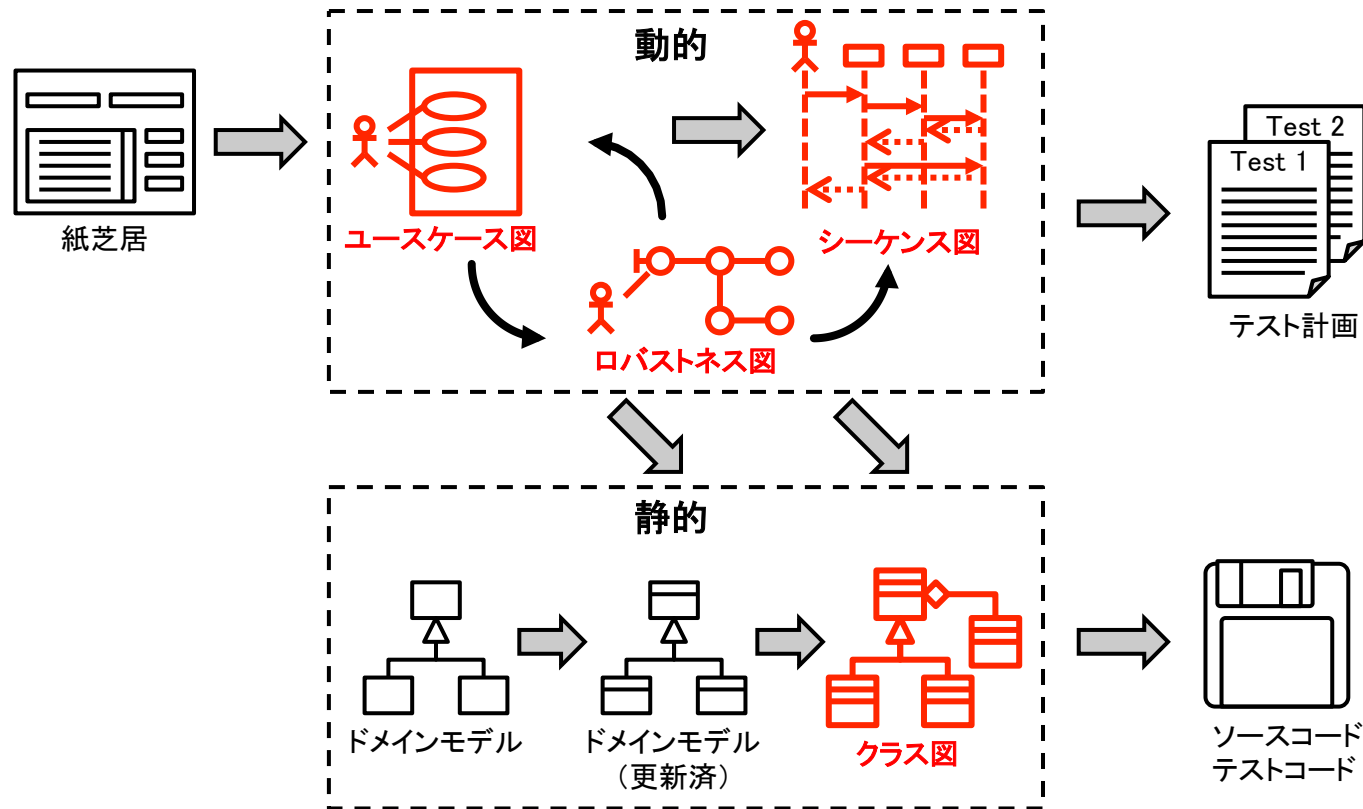 動的
紙芝居
ユースケース図
シーケンス図
ロバストネス図
Test 2
Test 1
テスト計画
静的
ドメインモデル
ドメインモデル
（更新済）
クラス図
ソースコード
テストコード